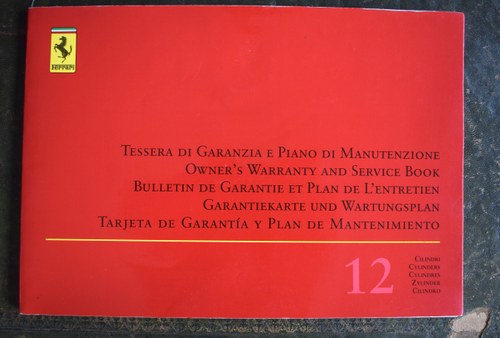 Ferrari
Tessera di Garanzia e Piano di Manutenzione
Owner's Warranty and Service Book
Bulletin de Garantie et Plan de L'entretien
Garantiekarte und Wartungsplan
Tarjeta de Garantía y Plan de Mantenimiento
12
Cilindri
Cylinders
Cylindres
Zylinder
Cilindros